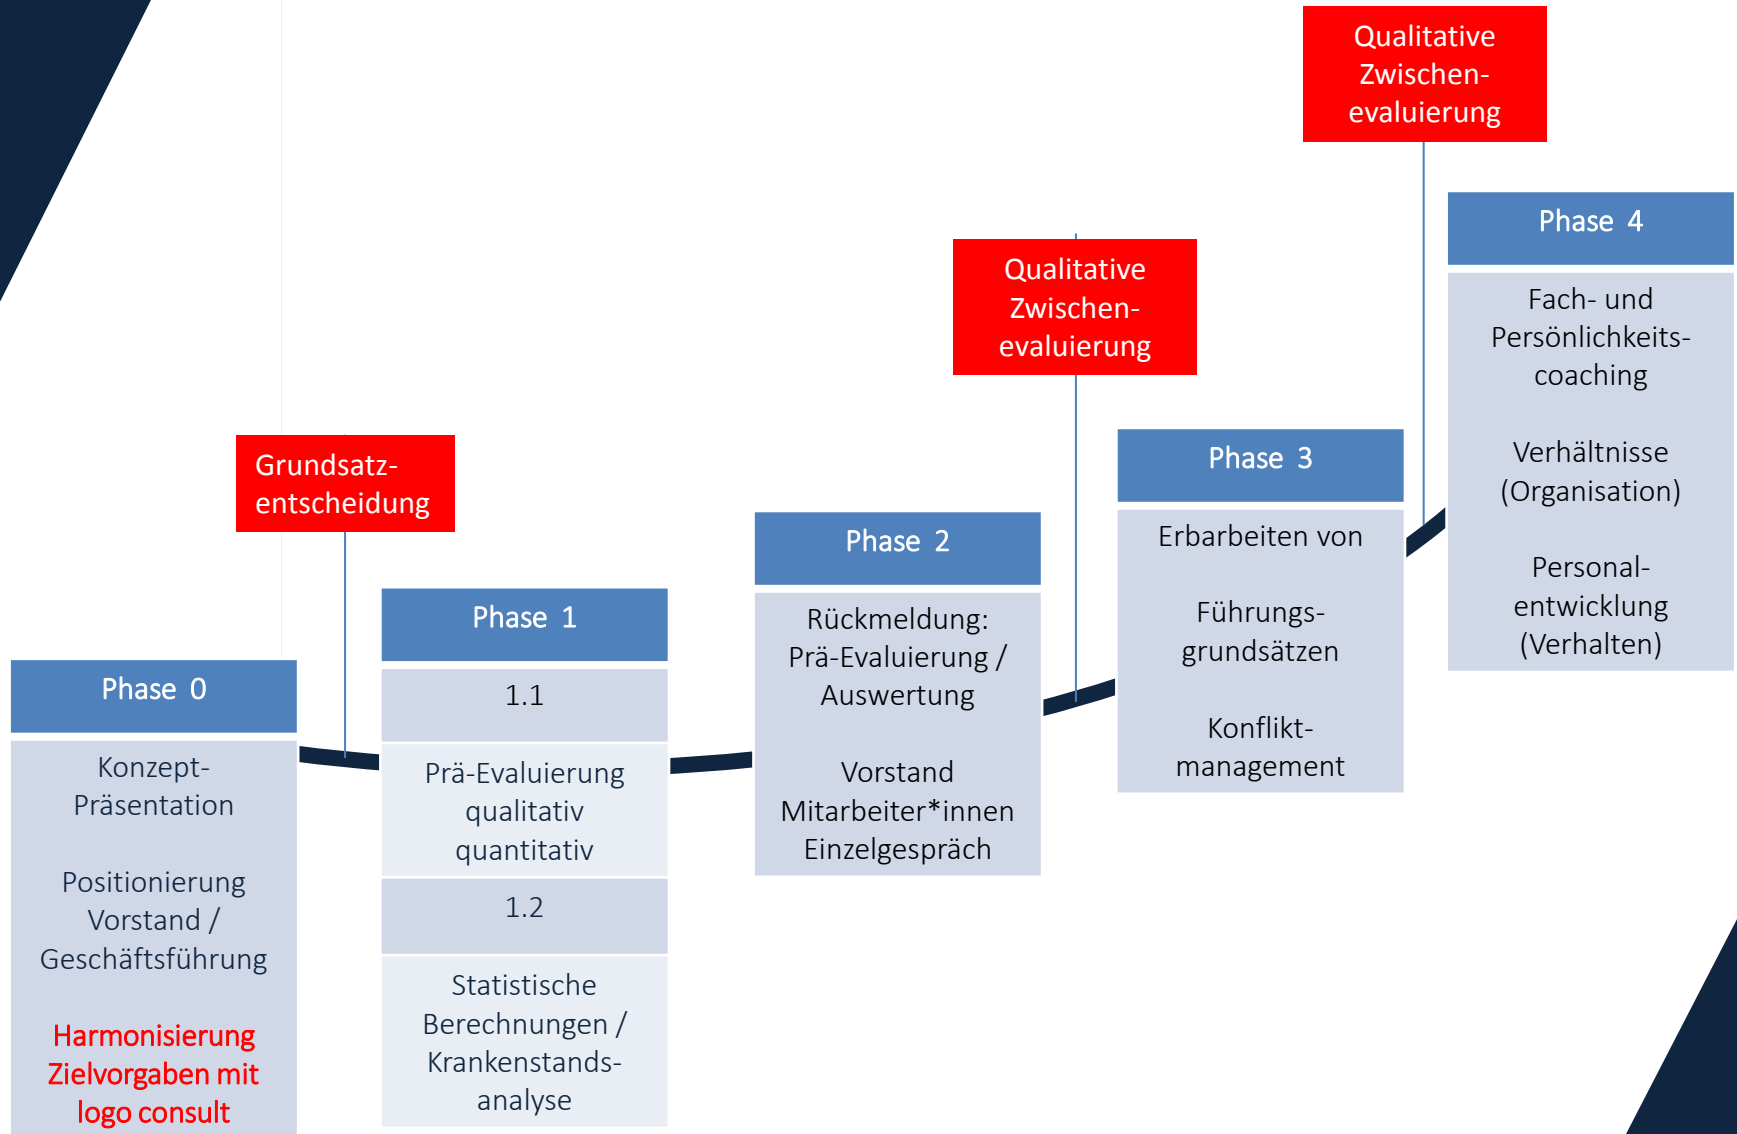 Phase 0
Konzept-
Präsentation
Positionierung
Vorstand /
Geschäftsführung
Harmonisierung
Zielvorgaben mit
logo consult
Grundsatz-
entscheidung
Phase 1
1.1
Prä-Evaluierung
qualitativ
quantitativ
1.2
Statistische
Berechnungen /
Krankenstands-
analyse
Phase 2
Rückmeldung:
Prä-Evaluierung /
Auswertung
Vorstand
Mitarbeiter*innen
Einzelgespräch
Qualitative
Zwischen-
evaluierung
Phase 3
Erbarbeiten von
Führungs-
grundsätzen
Konflikt-
management
Qualitative
Zwischen-
evaluierung
Phase 4
Fach- und
Persönlichkeits-
coaching
Verhältnisse
(Organisation)
Personal-
entwicklung
(Verhalten)